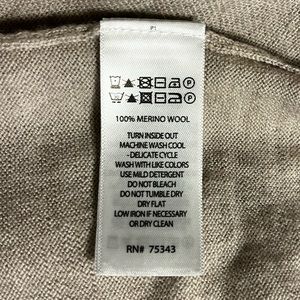 100% MERINO WOOL
TURN INSIDE OUT
MACHINE WASH COOL
- DELICATE CYCLE
WASH WITH LIKE COLORS
USE MILD DETERGENT
DO NOT BLEACH
DO NOT TUMBLE DRY
DRY FLAT
LOW IRON IF NECESSARY
OR DRY CLEAN
RN# 75343